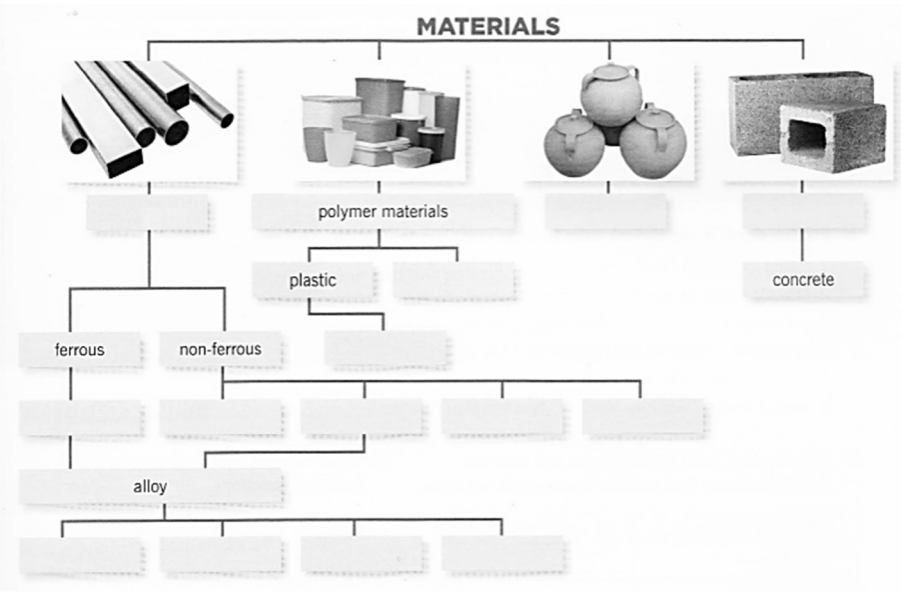 MATERIALS
polymer materials
plastic
concrete
ferrous
non-ferrous
alloy